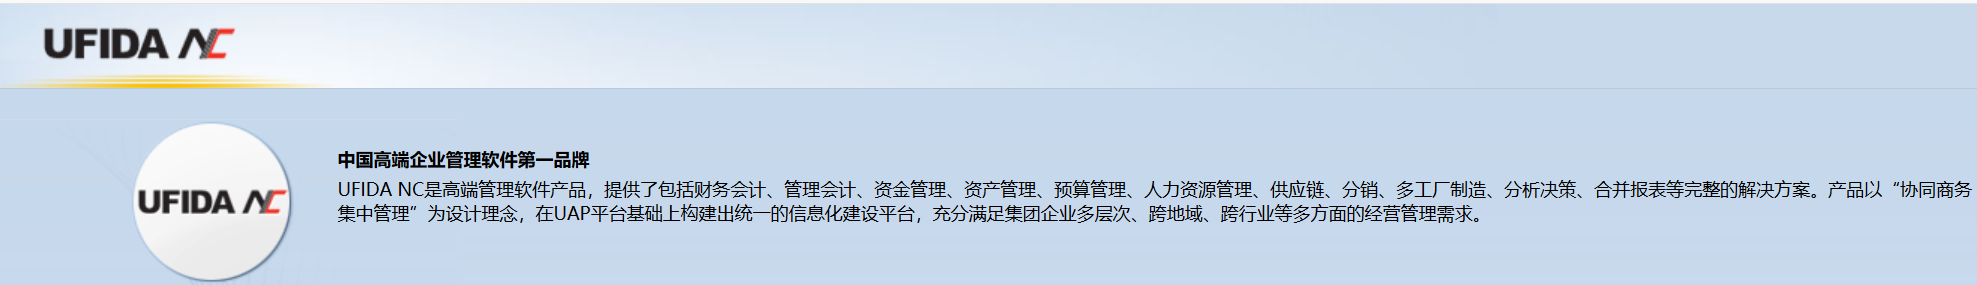 UFIDA NC
中国高端企业管理软件第一品牌
UFIDA NC
UFIDA NC是高端管理软件产品，提供了包括财务会计、管理会计、资金管理、资产管理、预算管理、人力资源管理、供应链、分销、多工厂制造、分析决策、合并报表等完整的解决方案。产品以“协同商务
集中管理”为设计理念，在UAP平台基础上构建出统一的信息化建设平台，充分满足集团企业多层次、跨地域、跨行业等多方面的经营管理需求。